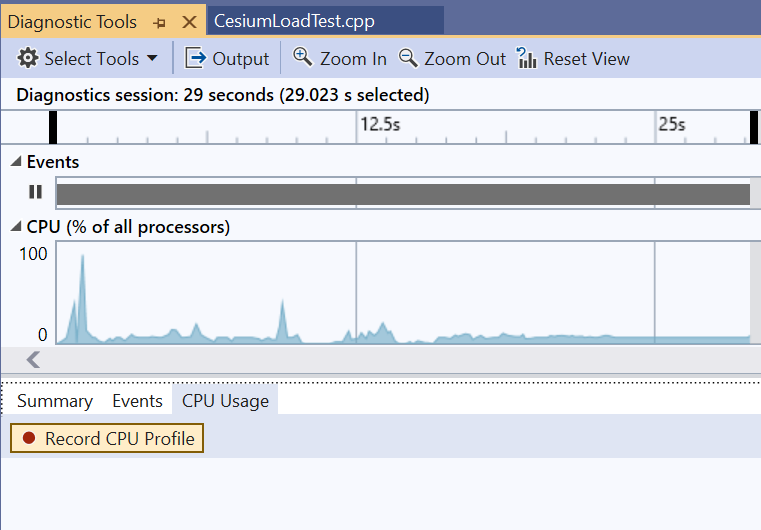 Diagnostic Tools CesiumLoadTest.cpp
Select Tools Output Zoom In Zoom Out Reset View
Diagnostics session: 29 seconds (29.023 s selected)
12.5s 25s
Events
CPU (% of all processors)
100
0
Summary Events CPU Usage
Record CPU Profile